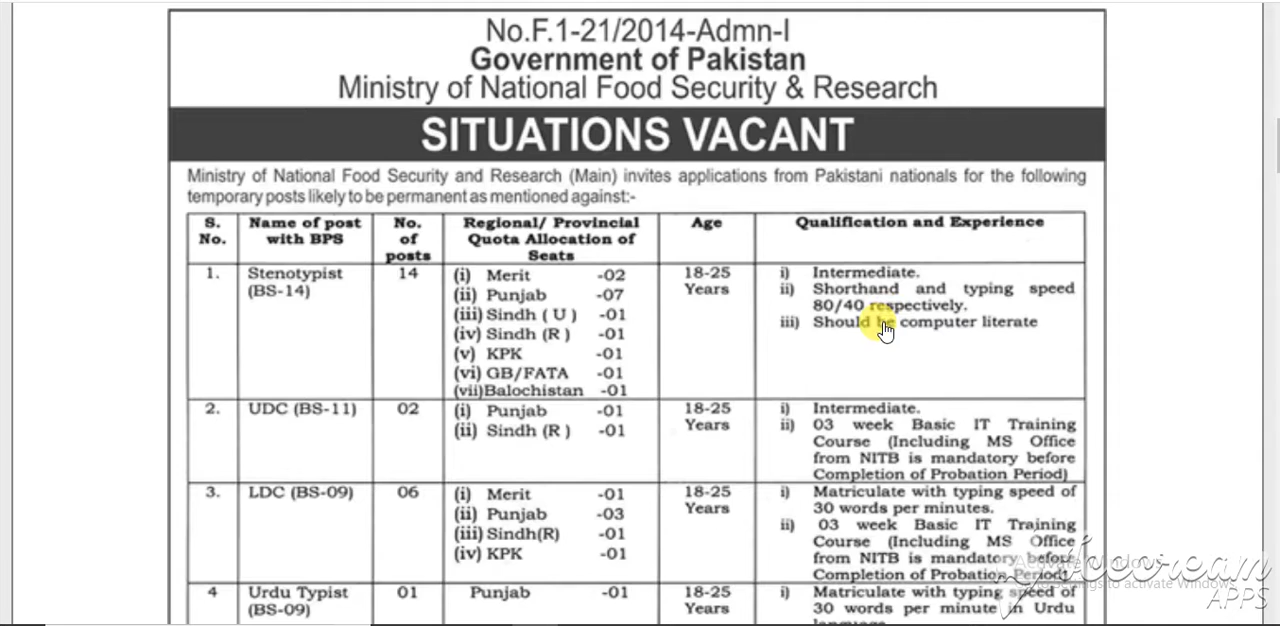 No.F.1-21/2014-Admn-I
Government of Pakistan
Ministry of National Food Security & Research
SITUATIONS VACANT
Ministry of National Food Security and Research (Main) invites applications from Pakistani nationals for the following
temporary posts likely to be permanent as mentioned against:-
S. No. Name of post with BPS No. of posts Regional/ Provincial Quota Allocation of Seats Age Qualification and Experience
1. Stenotypist (BS-14) 14
(i) Merit -02
(ii) Punjab -07
(iii) Sindh ( U ) -01
(iv) Sindh (R ) -01
(v) KPK -01
(vi) GB/FATA -01
(vii)Balochistan -01
18-25 Years
i) Intermediate.
ii) Shorthand and typing speed
80/40 respectively.
iii) Should be computer literate
2. UDC (BS-11) 02
(i) Punjab -01
(ii) Sindh (R ) -01
18-25 Years
i) Intermediate.
ii) 03 week Basic IT Training
Course (Including MS Office
from NITB is mandatory before
Completion of Probation Period)
3. LDC (BS-09) 06
(i) Merit -01
(ii) Punjab -03
(iii) Sindh(R) -01
(iv) KPK -01
18-25 Years
i) Matriculate with typing speed of
30 words per minutes.
ii) 03 week Basic IT Training
Course (Including MS Office
from NITB is mandatory before
Completion of Probation Period)
4 Urdu Typist (BS-09) 01
Punjab -01
18-25 Years
i) Matriculate with typing speed of
30 words per minute in Urdu
to activate Windows
APPS